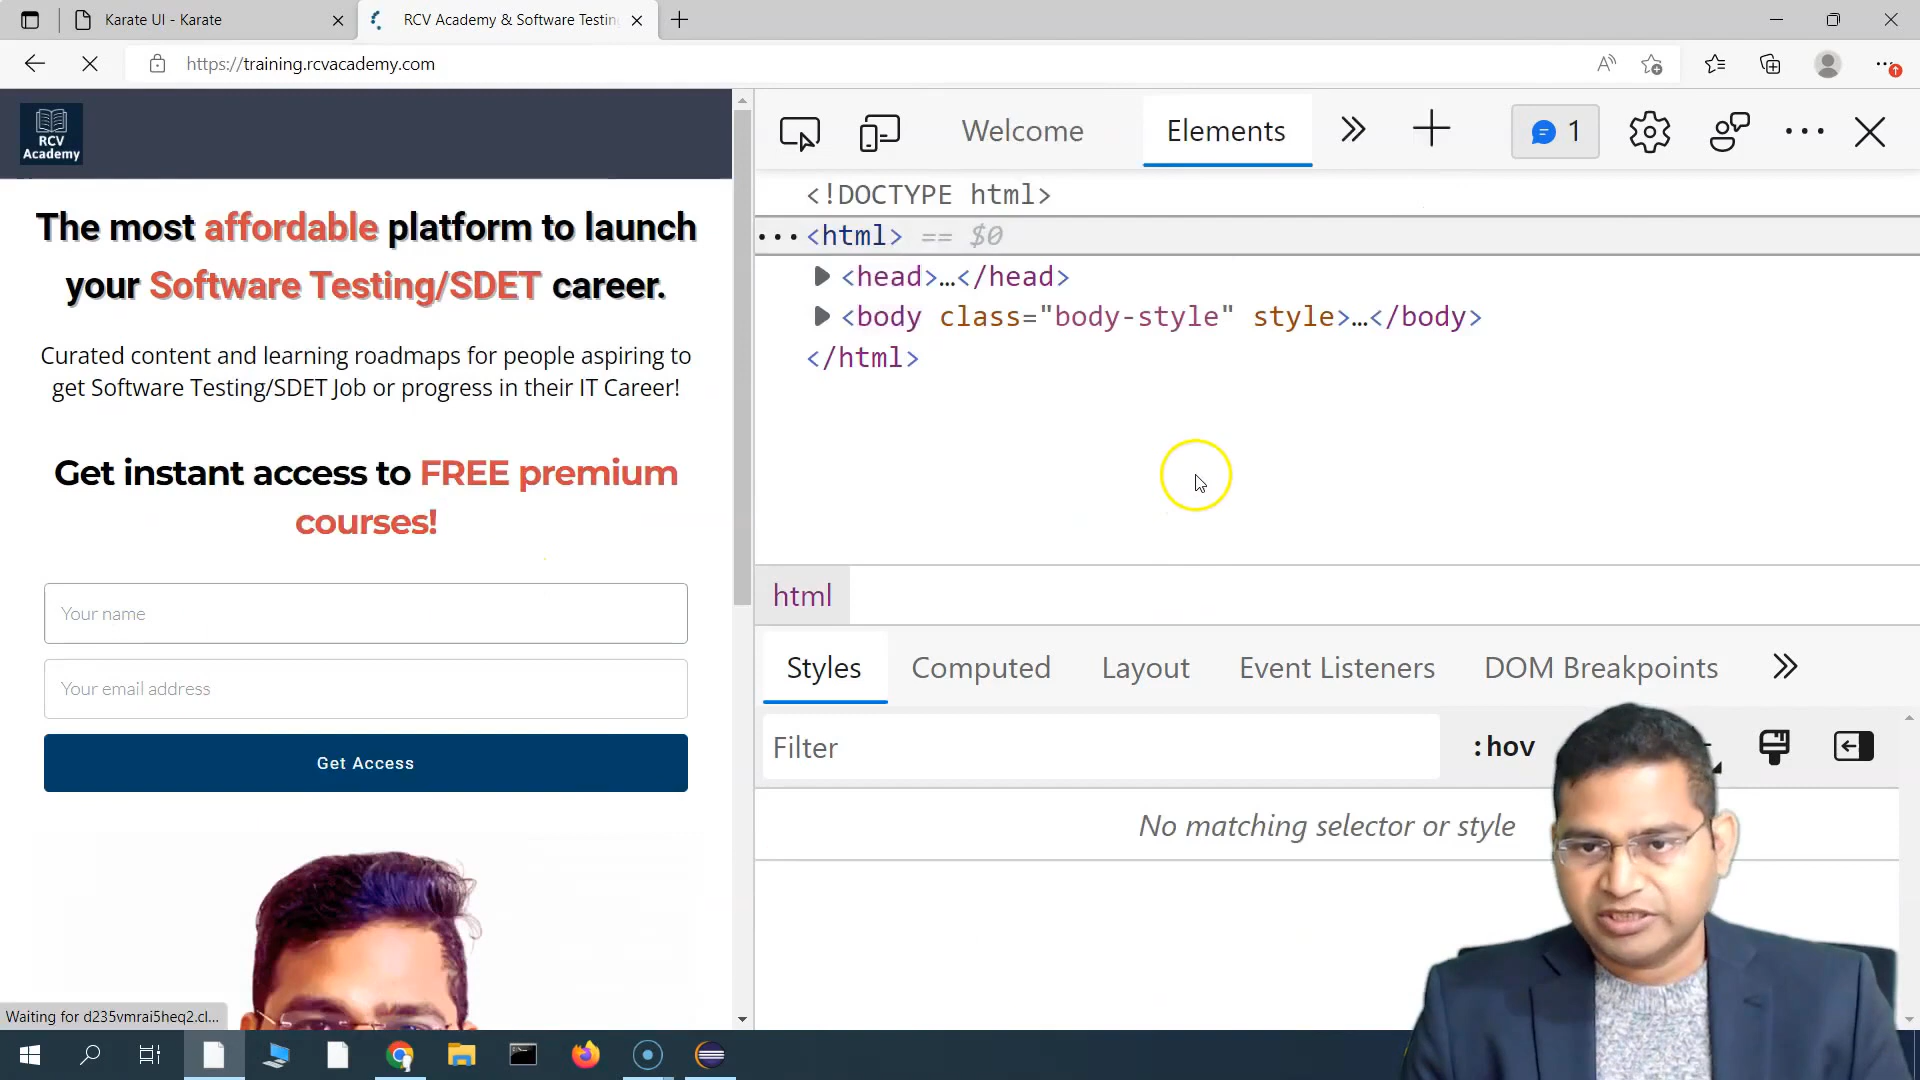 Karate UI - Karate
RCV Academy & Software Testin
https://training.rcvacademy.com
RCV
Academy
The most affordable platform to launch
your Software Testing/SDET career.
Curated content and learning roadmaps for people aspiring to
get Software Testing/SDET Job or progress in their IT Career!
Get instant access to FREE premium
courses!
Your name
Your email address
Get Access
Waiting for d235vmrai5heq2.cl...
Welcome
Elements
1
<!DOCTYPE html>
<html> == $0
<head>…</head>
<body class="body-style" style>…</body>
</html>
html
Styles
Computed
Layout
Event Listeners
DOM Breakpoints
Filter
:hov
No matching selector or style